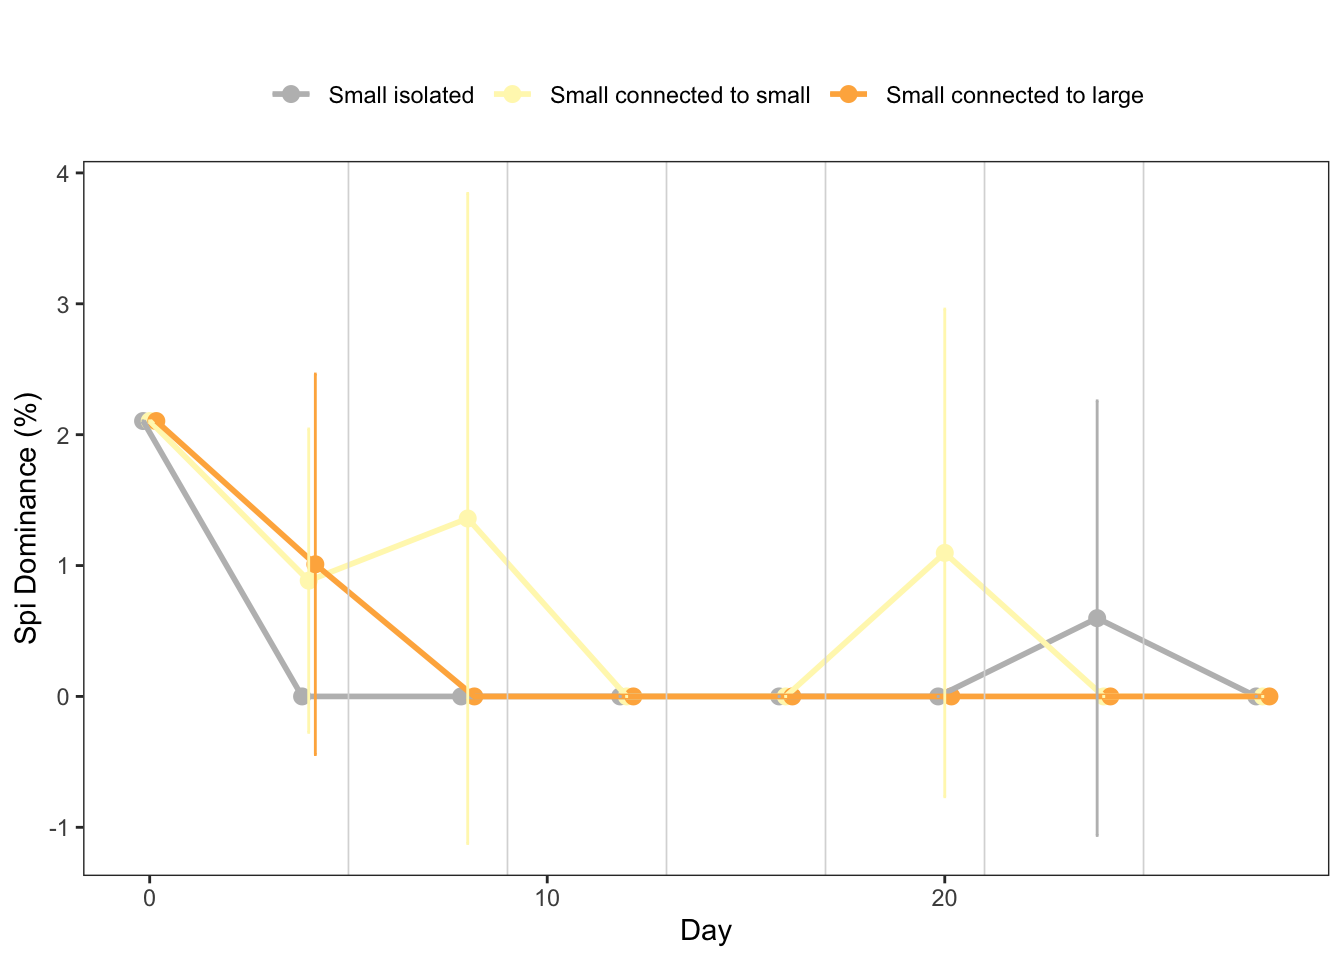 Small isolated Small connected to small Small connected to large
4
3
2
1
0
-1
Spi Dominance (%)
0 10 20
Day